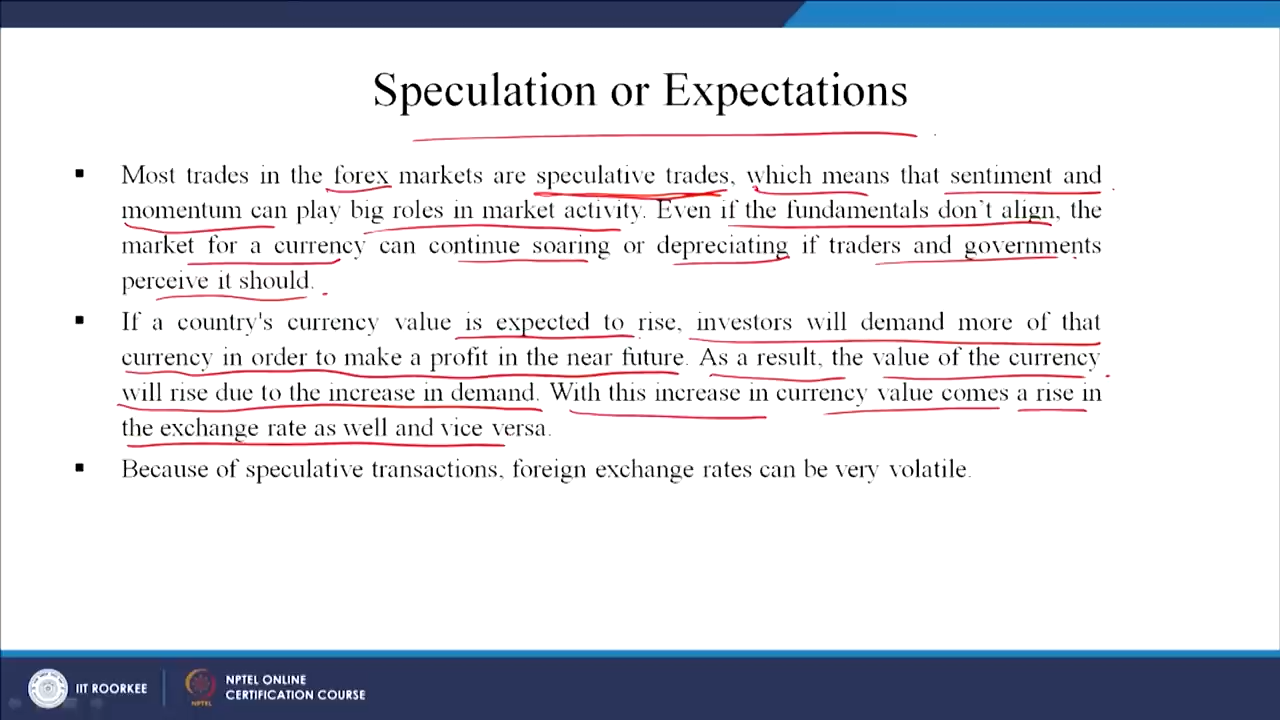 Speculation or Expectations
▪ Most trades in the forex markets are speculative trades, which means that sentiment and
momentum can play big roles in market activity. Even if the fundamentals don't align, the
market for a currency can continue soaring or depreciating if traders and governments
perceive it should.
▪ If a country's currency value is expected to rise, investors will demand more of that
currency in order to make a profit in the near future. As a result, the value of the currency
will rise due to the increase in demand. With this increase in currency value comes a rise in
the exchange rate as well and vice versa.
▪ Because of speculative transactions, foreign exchange rates can be very volatile.
IIT ROORKEE
NPTEL
NPTEL ONLINE
CERTIFICATION COURSE